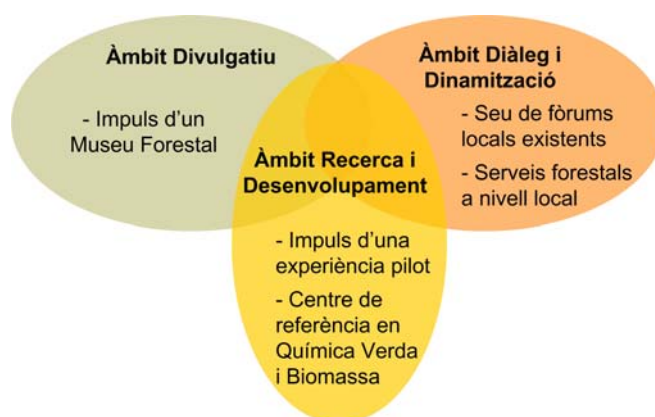 Àmbit Divulgatiu
- Impuls d'un
Museu Forestal
Àmbit Diàleg i
Dinamització
- Seu de fòrums
locals existents
- Serveis forestals
a nivell local
Àmbit Recerca i
Desenvolupament
- Impuls d'una
experiència pilot
- Centre de
referència en
Química Verda
i Biomassa